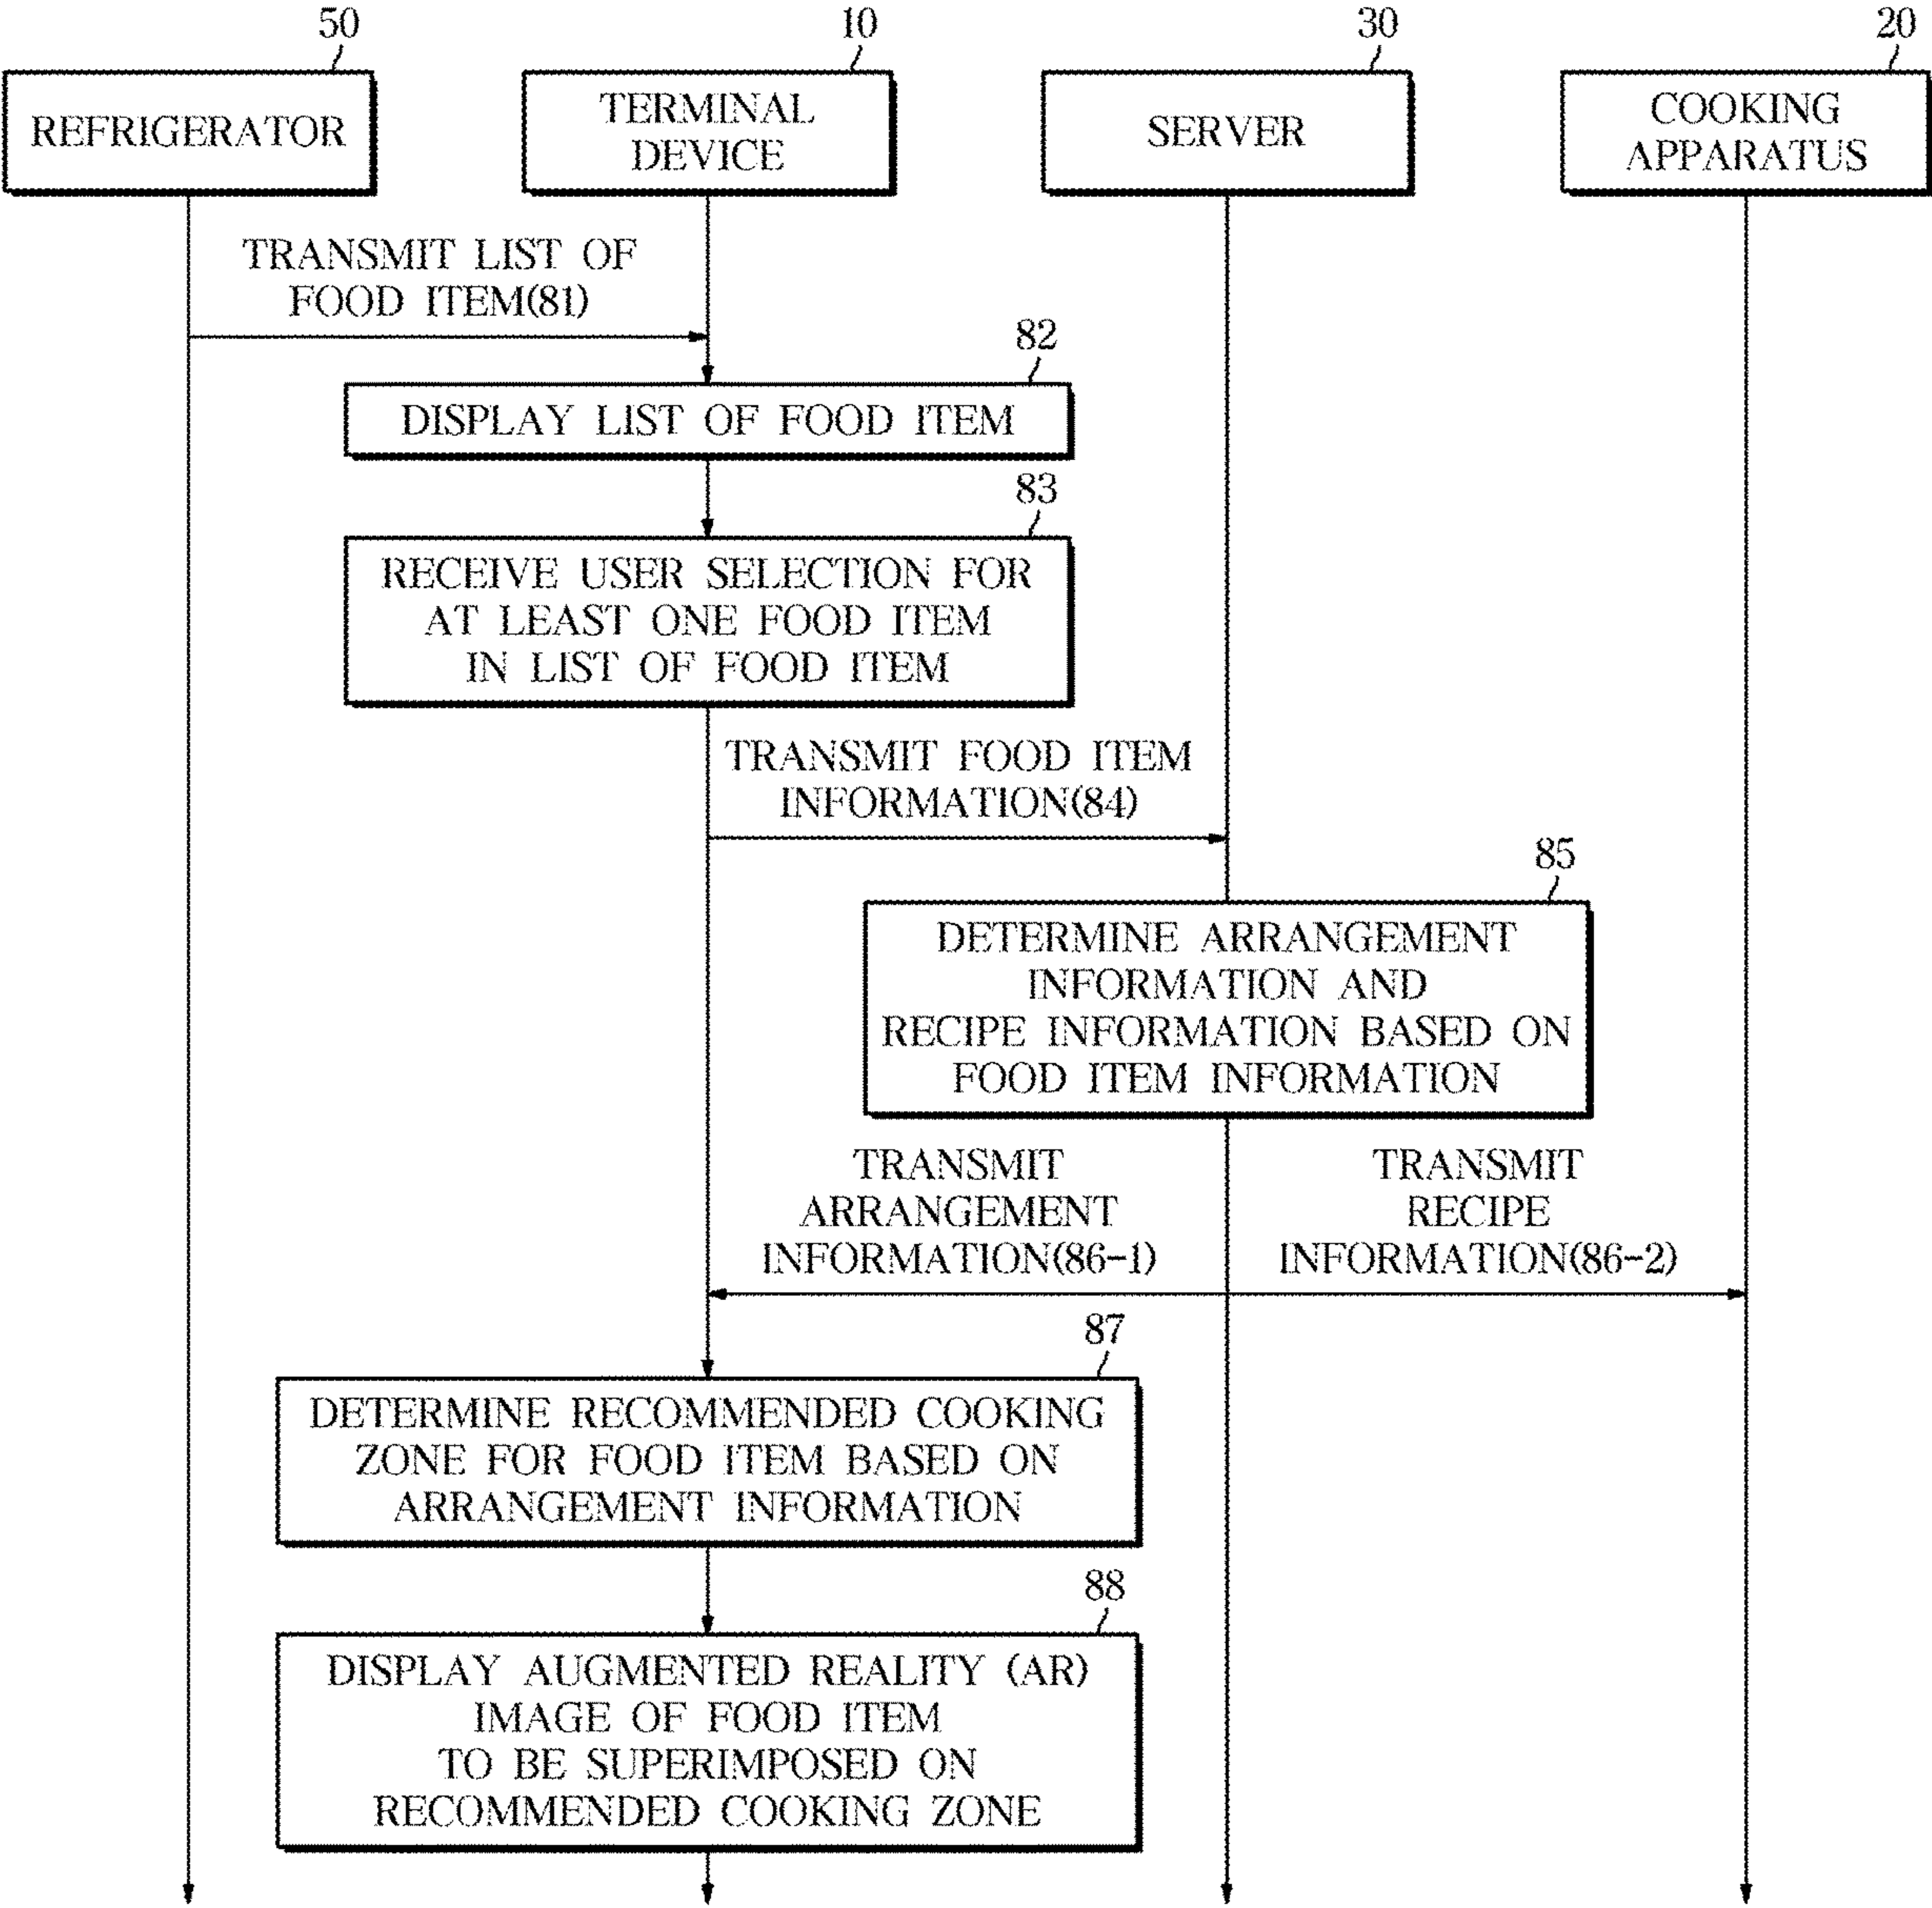 50
10
30
20
REFRIGERATOR
TERMINAL
DEVICE
SERVER
COOKING
APPARATUS
TRANSMIT LIST OF
FOOD ITEM(81)
82
DISPLAY LIST OF FOOD ITEM
83
RECEIVE USER SELECTION FOR
AT LEAST ONE FOOD ITEM
IN LIST OF FOOD ITEM
TRANSMIT FOOD ITEM
INFORMATION(84)
85
DETERMINE ARRANGEMENT
INFORMATION AND
RECIPE INFORMATION BASED ON
FOOD ITEM INFORMATION
TRANSMIT
ARRANGEMENT
INFORMATION(86-1)
TRANSMIT
RECIPE
INFORMATION(86-2)
87
DETERMINE RECOMMENDED COOKING
ZONE FOR FOOD ITEM BASED ON
ARRANGEMENT INFORMATION
88
DISPLAY AUGMENTED REALITY (AR)
IMAGE OF FOOD ITEM
TO BE SUPERIMPOSED ON
RECOMMENDED COOKING ZONE